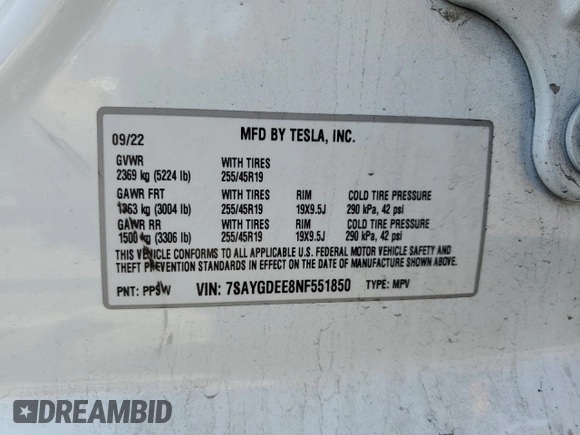 09/22 MFD BY TESLA, INC.
GVWR WITH TIRES
2369 kg (5224 lb) 255/45R19
GAWR FRT WITH TIRES RIM COLD TIRE PRESSURE
1363 kg (3004 lb) 255/45R19 19X9.5J 290 kPa, 42 psi
GAWR RR WITH TIRES RIM COLD TIRE PRESSURE
1500 kg (3306 lb) 255/45R19 19X9.5J 290 kPa, 42 psi
THIS VEHICLE CONFORMS TO ALL APPLICABLE U.S. FEDERAL MOTOR VEHICLE SAFETY AND
THEFT PREVENTION STANDARDS IN EFFECT ON THE DATE OF MANUFACTURE SHOWN ABOVE.
PNT: PPSW VIN: 7SAYGDEE8NF551850 TYPE: MPV
DREAMBID